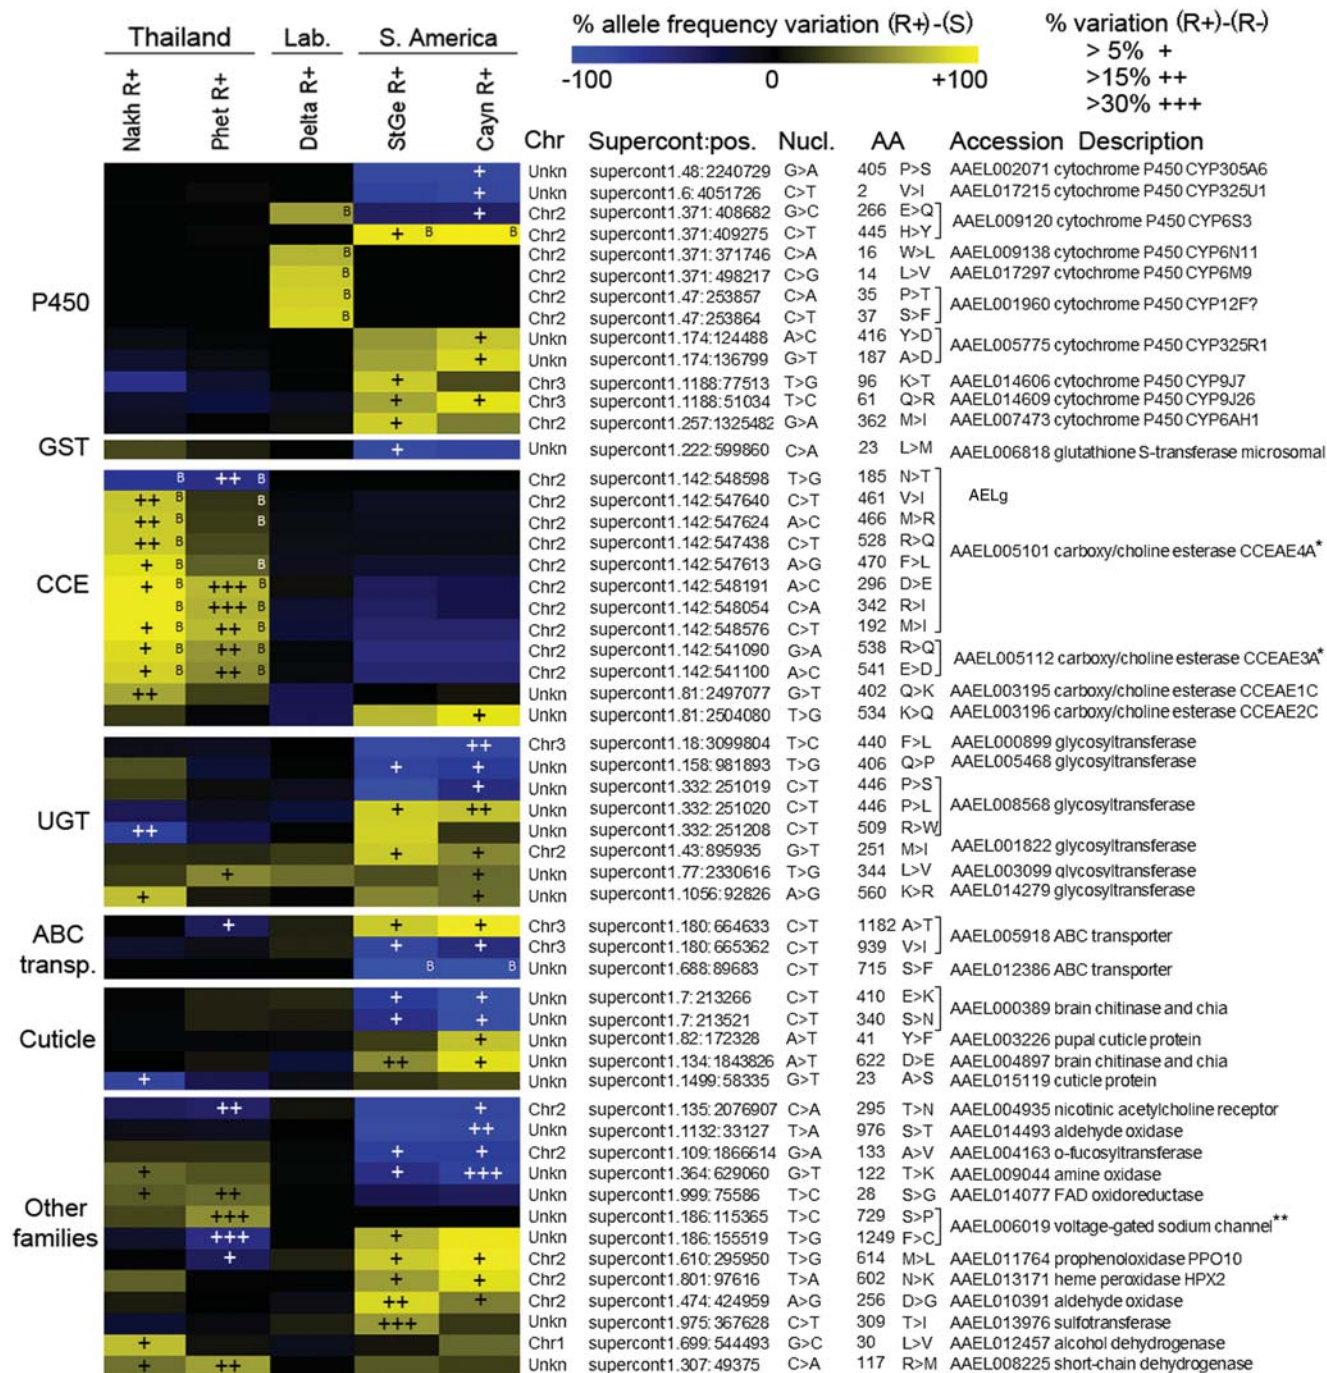 Thailand Lab. S. America
% allele frequency variation (R+)-(S)
-100 0 +100
% variation (R+)-(R-)
> 5% +
>15% ++
>30% +++
Nakh R+ Phet R+ Delta R+ StGe R+ Cayn R+
Chr Supercont:pos. Nucl. AA Accession Description
P450
+ Unkn supercont1.48:2240729 G>A 405 P>S AAEL002071 cytochrome P450 CYP305A6
+ Unkn supercont1.6:4051726 C>T 2 V>I AAEL017215 cytochrome P450 CYP325U1
B + Chr2 supercont1.371:408682 G>C 266 E>Q AAEL009120 cytochrome P450 CYP6S3
+ B B Chr2 supercont1.371:409275 C>T 445 H>Y
B Chr2 supercont1.371:371746 C>A 16 W>L AAEL009138 cytochrome P450 CYP6N11
B Chr2 supercont1.371:498217 C>G 14 L>V AAEL017297 cytochrome P450 CYP6M9
B Chr2 supercont1.47:253857 C>A 35 P>T AAEL001960 cytochrome P450 CYP12F?
B Chr2 supercont1.47:253864 C>T 37 S>F
+ Unkn supercont1.174:124488 A>C 416 Y>D AAEL005775 cytochrome P450 CYP325R1
+ Unkn supercont1.174:136799 G>T 187 A>D
+ Chr3 supercont1.1188:77513 T>G 96 K>T AAEL014606 cytochrome P450 CYP9J7
+ + Chr3 supercont1.1188:51034 T>C 61 Q>R AAEL014609 cytochrome P450 CYP9J26
+ Chr2 supercont1.257:1325482 G>A 362 M>I AAEL007473 cytochrome P450 CYP6AH1
GST
+ Unkn supercont1.222:599860 C>A 23 L>M AAEL006818 glutathione S-transferase microsomal
CCE
B ++ B Chr2 supercont1.142:548598 T>G 185 N>T AELg
++ B B Chr2 supercont1.142:547640 C>T 461 V>I
++ B B Chr2 supercont1.142:547624 A>C 466 M>R
++ B Chr2 supercont1.142:547438 C>T 528 R>Q AAEL005101 carboxy/choline esterase CCEAE4A*
+ B B Chr2 supercont1.142:547613 A>G 470 F>L
+ B +++ B Chr2 supercont1.142:548191 A>C 296 D>E
B +++ B Chr2 supercont1.142:548054 C>A 342 R>I
+ B ++ B Chr2 supercont1.142:548576 C>T 192 M>I
+ B ++ B Chr2 supercont1.142:541090 G>A 538 R>Q AAEL005112 carboxy/choline esterase CCEAE3A*
+ B ++ B Chr2 supercont1.142:541100 A>C 541 E>D
++ Unkn supercont1.81:2497077 G>T 402 Q>K AAEL003195 carboxy/choline esterase CCEAE1C
+ Unkn supercont1.81:2504080 T>G 534 K>Q AAEL003196 carboxy/choline esterase CCEAE2C
UGT
++ Chr3 supercont1.18:3099804 T>C 440 F>L AAEL000899 glycosyltransferase
+ + Unkn supercont1.158:981893 T>G 406 Q>P AAEL005468 glycosyltransferase
+ Unkn supercont1.332:251019 C>T 446 P>S AAEL008568 glycosyltransferase
+ ++ Unkn supercont1.332:251020 C>T 446 P>L
++ Unkn supercont1.332:251208 C>T 509 R>W
+ + Chr2 supercont1.43:895935 G>T 251 M>I AAEL001822 glycosyltransferase
+ + Unkn supercont1.77:2330616 T>G 344 L>V AAEL003099 glycosyltransferase
+ + Unkn supercont1.1056:92826 A>G 560 K>R AAEL014279 glycosyltransferase
ABC
transp.
+ + + Chr3 supercont1.180:664633 C>T 1182 A>T AAEL005918 ABC transporter
+ + Chr3 supercont1.180:665362 C>T 939 V>I
B B Unkn supercont1.688:89683 C>T 715 S>F AAEL012386 ABC transporter
Cuticle
+ + Unkn supercont1.7:213266 C>T 410 E>K AAEL000389 brain chitinase and chia
+ + Unkn supercont1.7:213521 C>T 340 S>N
+ Unkn supercont1.82:172328 A>T 41 Y>F AAEL003226 pupal cuticle protein
++ + Unkn supercont1.134:1843826 A>T 622 D>E AAEL004897 brain chitinase and chia
+ Unkn supercont1.1499:58335 G>T 23 A>S AAEL015119 cuticle protein
Other
families
++ + Chr2 supercont1.135:2076907 C>A 295 T>N AAEL004935 nicotinic acetylcholine receptor
++ Unkn supercont1.1132:33127 T>A 976 S>T AAEL014493 aldehyde oxidase
+ + Chr2 supercont1.109:1866614 G>A 133 A>V AAEL004163 o-fucosyltransferase
+ + +++ Unkn supercont1.364:629060 G>T 122 T>K AAEL009044 amine oxidase
+ ++ Unkn supercont1.999:75586 T>C 28 S>G AAEL014077 FAD oxidoreductase
+++ Unkn supercont1.186:115365 T>C 729 S>P AAEL006019 voltage-gated sodium channel**
+++ + Unkn supercont1.186:155519 T>G 1249 F>C
+ + + Chr2 supercont1.610:295950 T>G 614 M>L AAEL011764 prophenoloxidase PPO10
+ + Chr2 supercont1.801:97616 T>A 602 N>K AAEL013171 heme peroxidase HPX2
++ + Chr2 supercont1.474:424959 A>G 256 D>G AAEL010391 aldehyde oxidase
+++ Unkn supercont1.975:367628 C>T 309 T>I AAEL013976 sulfotransferase
+ Chr1 supercont1.699:544493 G>C 30 L>V AAEL012457 alcohol dehydrogenase
+ ++ Unkn supercont1.307:49375 C>A 117 R>M AAEL008225 short-chain dehydrogenase